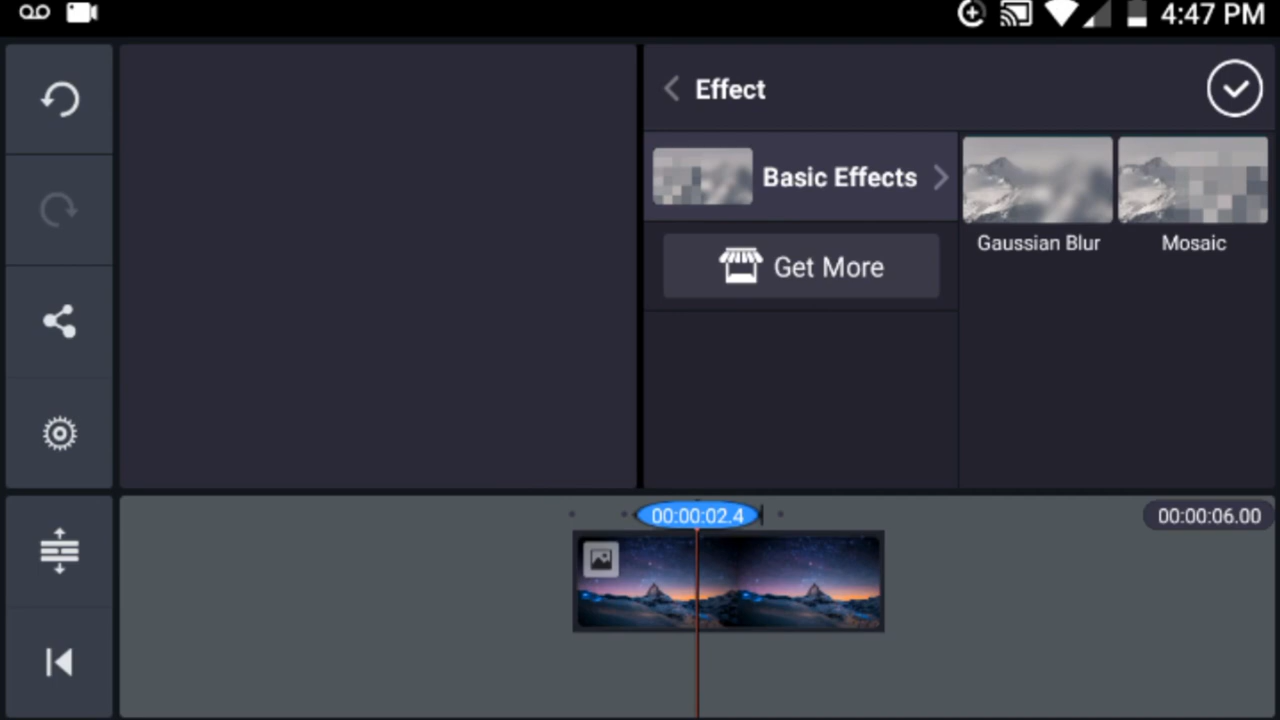 4:47 PM
Effect
Basic Effects
Get More
Gaussian Blur
Mosaic
00:00:02.4
00:00:06.00